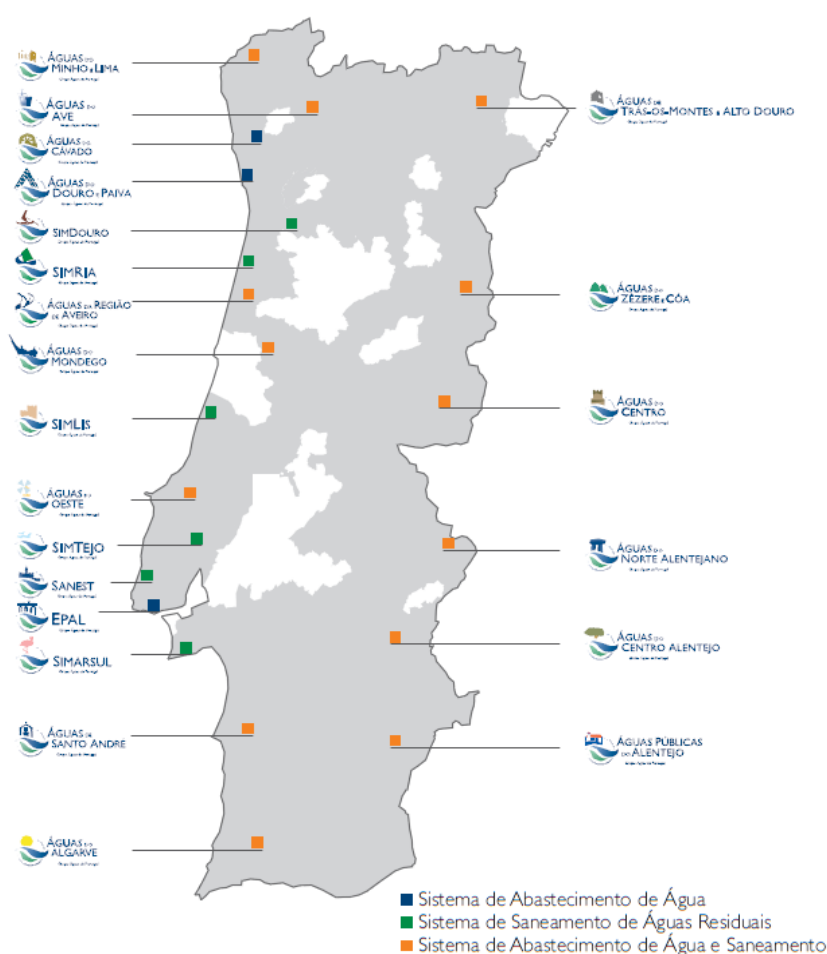 ÁGUAS DO
MINHO E LIMA
ÁGUAS DO
AVE
ÁGUAS DO
CÁVADO
ÁGUAS DO
DOURO E PAIVA
SIMDOURO
SIMRIA
ÁGUAS DA REGIÃO
DE AVEIRO
ÁGUAS DO
MONDEGO
SIMLIS
ÁGUAS DO
OESTE
SIMTEJO
SANEST
EPAL
SIMARSUL
ÁGUAS DE
SANTO ANDRÉ
ÁGUAS DO
ALGARVE
ÁGUAS DE
TRÁS-OS-MONTES E ALTO DOURO
ÁGUAS DO
ZÊZERE E CÔA
ÁGUAS DO
CENTRO
ÁGUAS DO
NORTE ALENTEJANO
ÁGUAS DO
CENTRO ALENTEJO
ÁGUAS PÚBLICAS
DO ALENTEJO
Sistema de Abastecimento de Água
Sistema de Saneamento de Águas Residuais
Sistema de Abastecimento de Água e Saneamento